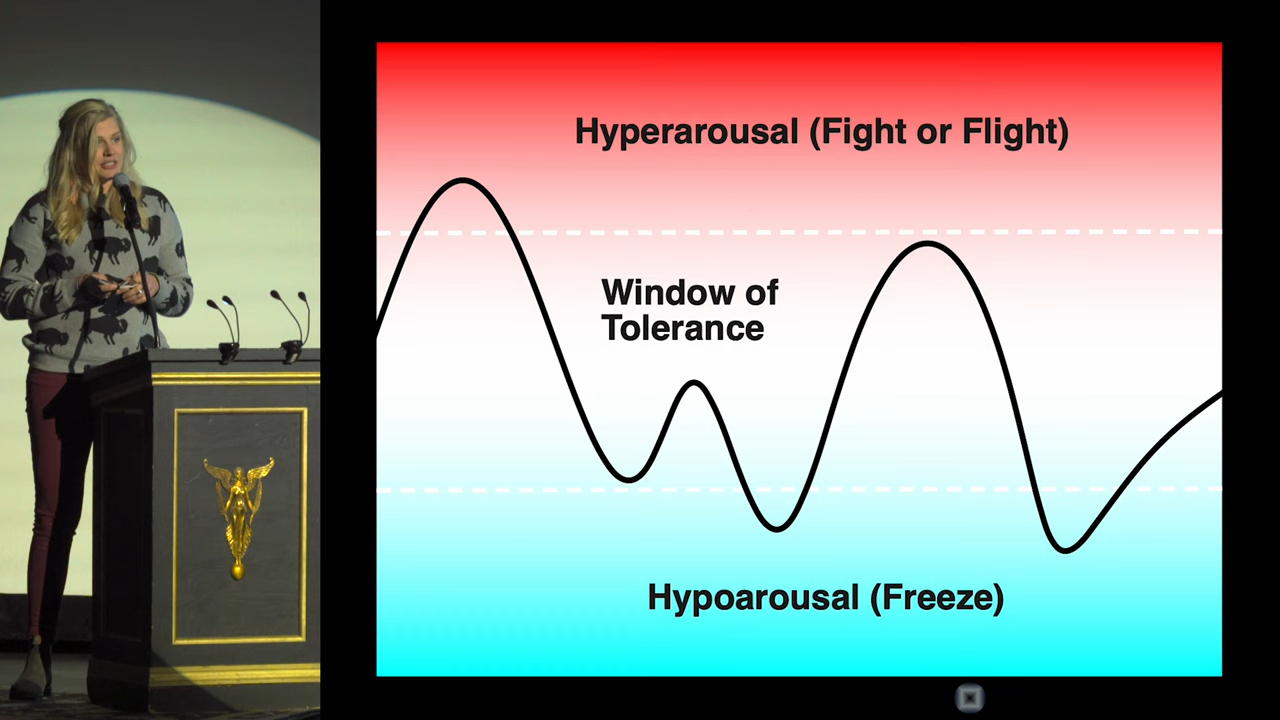 Hyperarousal (Fight or Flight)
Window of
Tolerance
Hypoarousal (Freeze)